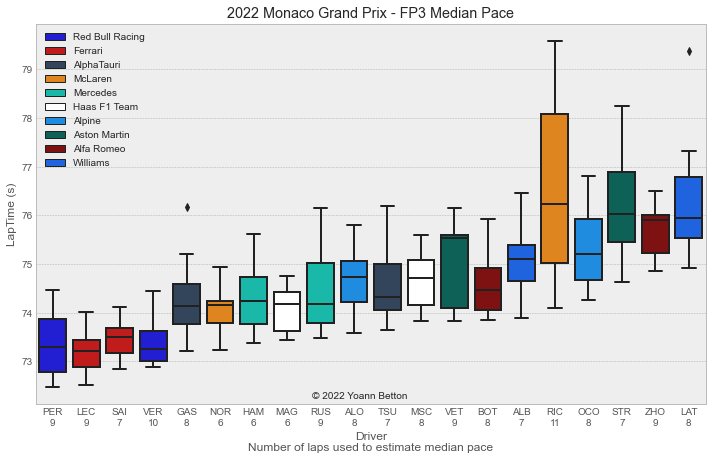 2022 Monaco Grand Prix - FP3 Median Pace
Red Bull Racing
Ferrari
AlphaTauri
McLaren
Mercedes
Haas F1 Team
Alpine
Aston Martin
Alfa Romeo
Williams
LapTime (s)
79
78
77
76
75
74
73
© 2022 Yoann Betton
PER LEC SAI VER GAS NOR HAM MAG RUS ALO TSU MSC VET BOT ALB RIC OCO STR ZHO LAT
9 9 7 10 8 6 6 6 9 8 7 8 9 8 7 11 8 7 9 8
Driver
Number of laps used to estimate median pace